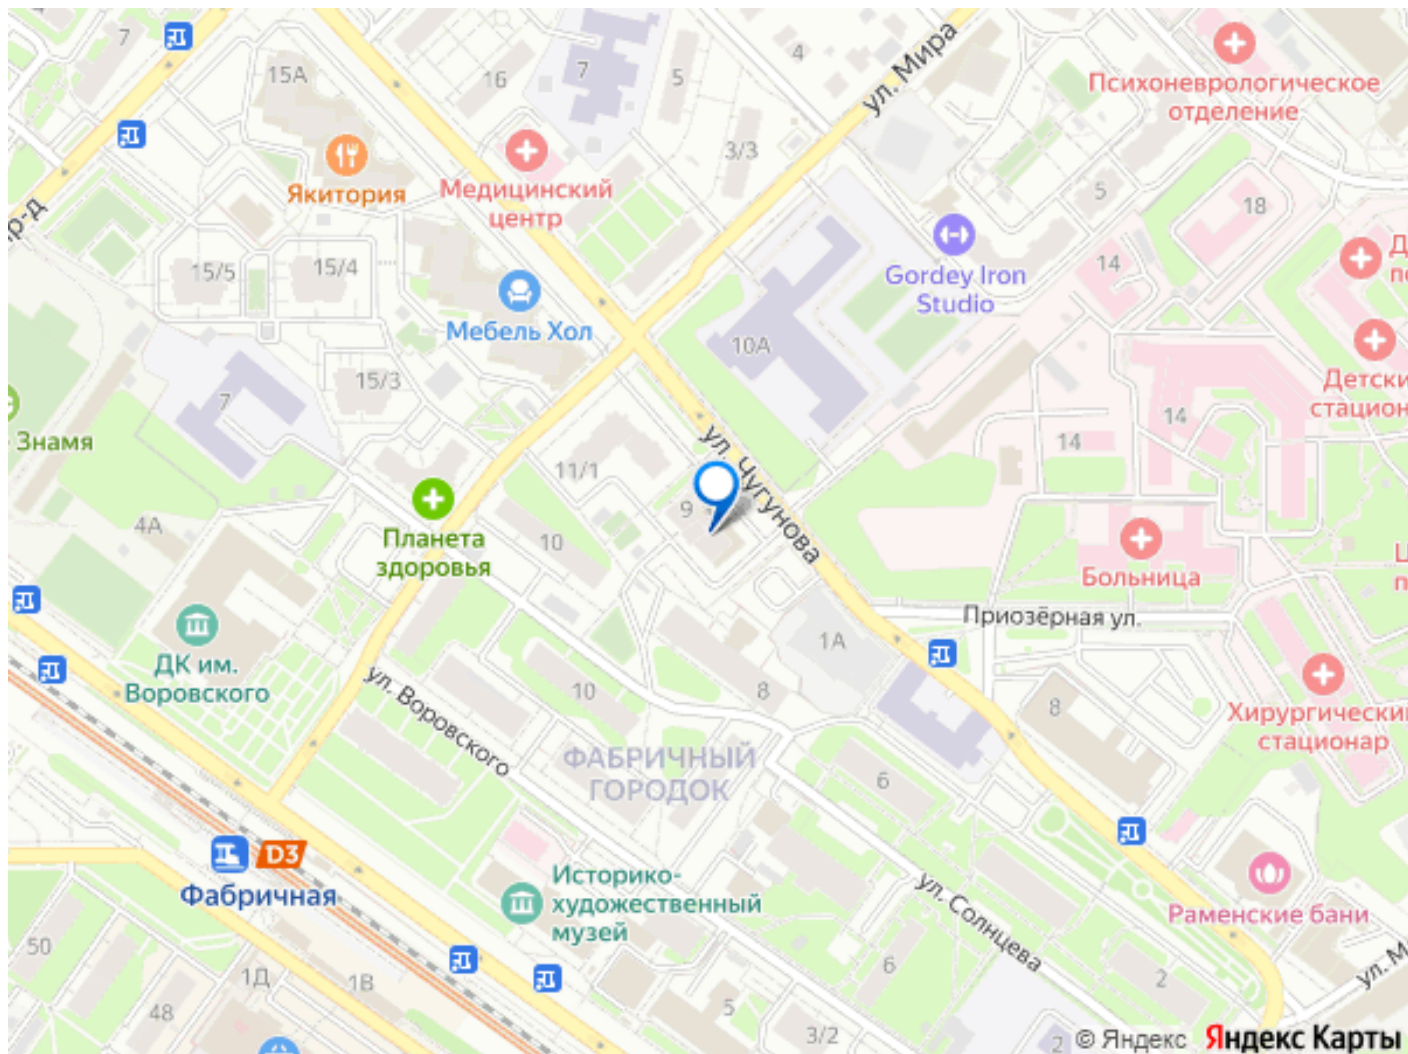 7
15А
16
7
5
4
ул. Мира
Психоневрологическое
отделение
Якитория
Медицинский
центр
3/3
5
18
р-д
15/5
15/4
Gordey Iron
Studio
14
Д
по
Мебель Хол
10А
15/3
7
Детски
стацион
Знамя
14
14
11/1
ул. Чугунова
9
4А
Планета
здоровья
10
Больница
Ц
п
Приозёрная ул.
1А
ДК им.
Воровского
ул. Воровского
10
8
8
Хирургический
стационар
ФАБРИЧНЫЙ
ГОРОДОК
6
D3
Фабричная
Историко-
художественный
музей
ул. Солнцева
Раменские бани
50
1Д
1В
48
6
2
ул. М
5
3/2
2
© Яндекс Яндекс Карты